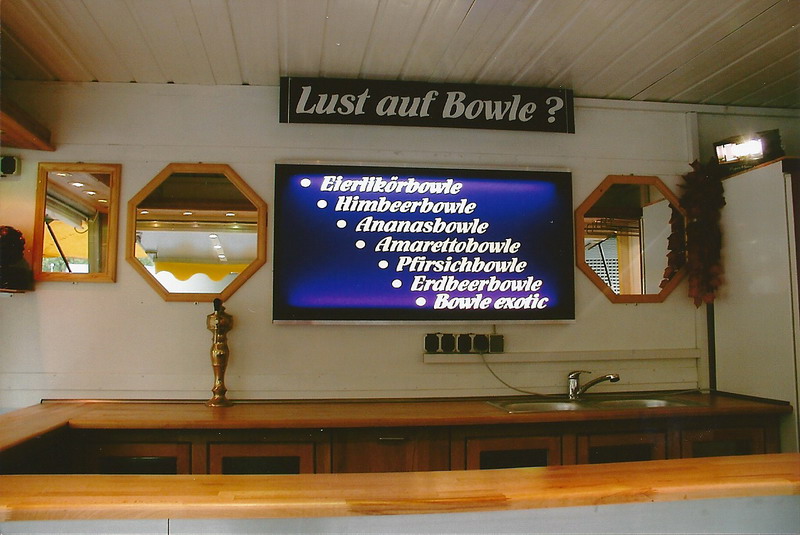 Lust auf Bowle ?
• Eierlikörbowle
• Himbeerbowle
• Ananasbowle
• Amarettobowle
• Pfirsichbowle
• Erdbeerbowle
• Bowle exotic